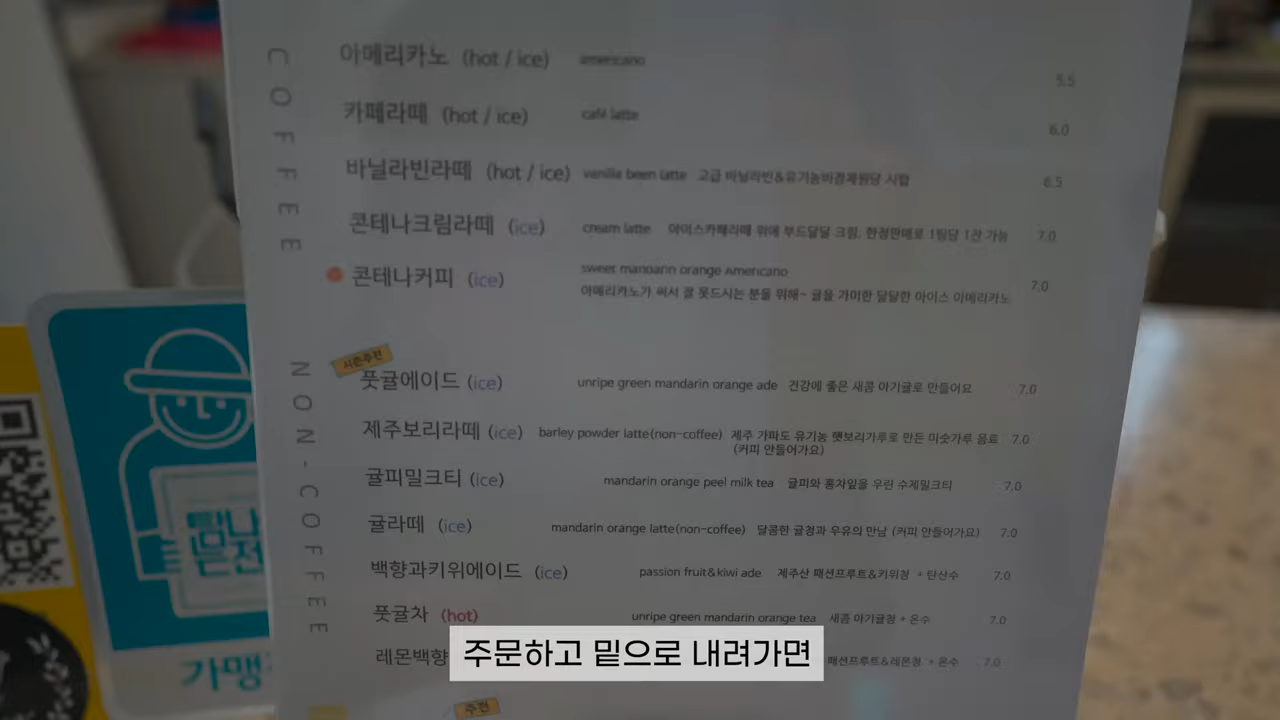 COFFEE
아메리카노 (hot / ice) americano 5.5
카페라떼 (hot / ice) café latte 6.0
바닐라빈라떼 (hot / ice) vanilla been latte 고급 바닐라빈&유기농비정제원당 시럽 6.5
콘테나크림라떼 (ice) cream latte 아이스카페라떼 위에 부드달달 크림. 한정판매로 1팀당 1잔 가능 7.0
콘테나커피 (ice) sweet mandarin orange Americano 7.0
아메리카노가 써서 잘 못드시는 분을 위해~ 귤을 가미한 달달한 아이스 아메리카노
NON-COFFEE
시즌추천
풋귤에이드 (ice) unripe green mandarin orange ade 건강에 좋은 새콤 아기귤로 만들어요 7.0
제주보리라떼 (ice) barley powder latte(non-coffee) 제주 가파도 유기농 햇보리가루로 만든 미숫가루 음료 7.0
(커피 안들어가요)
귤피밀크티 (ice) mandarin orange peel milk tea 귤피와 홍차잎을 우린 수제밀크티 7.0
귤라떼 (ice) mandarin orange latte(non-coffee) 달콤한 귤청과 우유의 만남 (커피 안들어가요) 7.0
백향과키위에이드 (ice) passion fruit&kiwi ade 제주산 패션프루트&키위청 + 탄산수 7.0
풋귤차 (hot) unripe green mandarin orange tea 새콤 아기귤청 + 온수 7.0
레몬백향 패션프루트&레몬청 + 온수 7.0
추천
가맹
주문하고 밑으로 내려가면